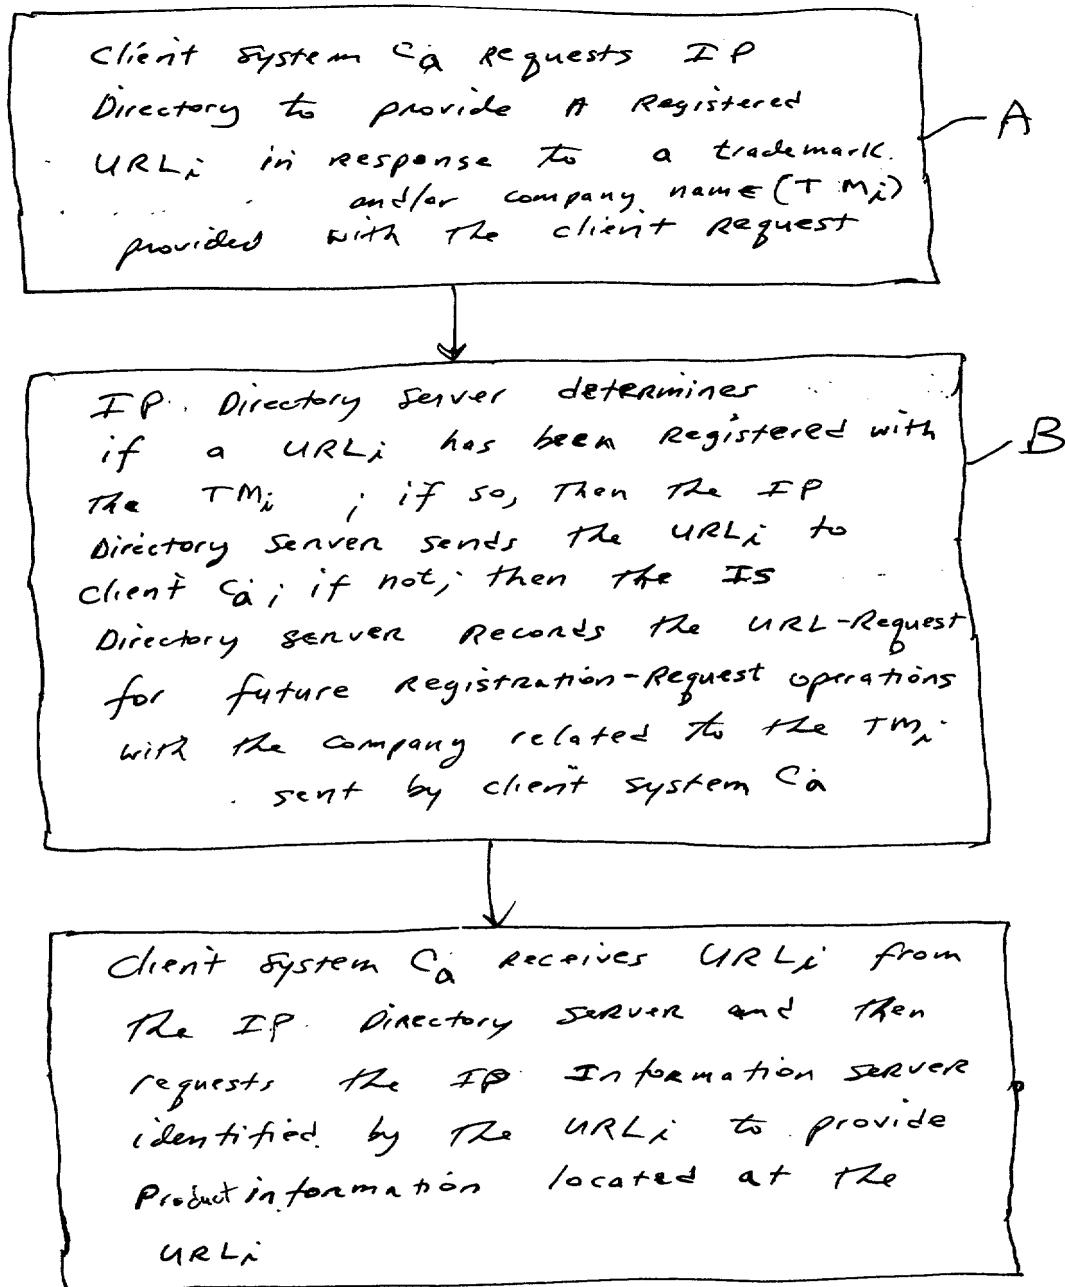 Client System Ca Requests IP
Directory to provide A Registered
URLi in response to a trademark
and/or company name (TMi)
provided with the client Request
A
IP Directory Server determines
if a URLi has been Registered with
the TMi ; if so, then the IP
Directory Server sends the URLi to
client Ca; if not; then the IS
Directory server Records the URL-Request
for future Registration-Request operations
with the company related to the TMi
sent by client system Ca
B
Client System Ca Receives URLi from
the IP Directory server and then
requests the IP Information server
identified by the URLi to provide
Product information located at the
URLi